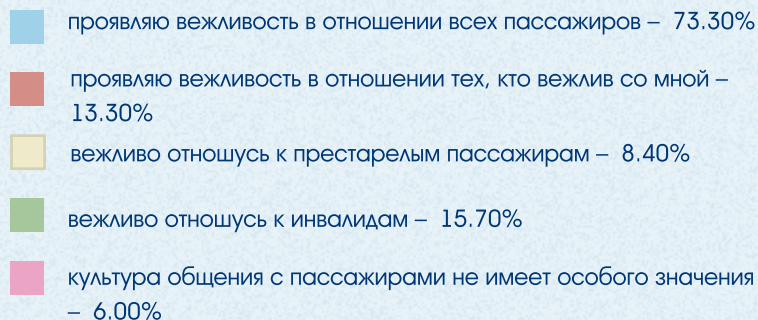 проявляю вежливость в отношении всех пассажиров – 73.30%
проявляю вежливость в отношении тех, кто вежлив со мной –
13.30%
вежливо отношусь к престарелым пассажирам – 8.40%
вежливо отношусь к инвалидам – 15.70%
культура общения с пассажирами не имеет особого значения
– 6.00%